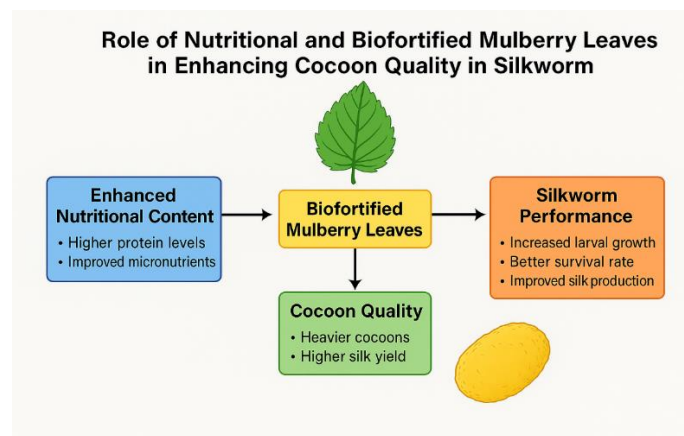 Role of Nutritional and Biofortified Mulberry Leaves
in Enhancing Cocoon Quality in Silkworm
Enhanced
Nutritional Content
• Higher protein levels
• Improved micronutrients
Biofortified
Mulberry Leaves
Silkworm
Performance
• Increased larval growth
• Better survival rate
• Improved silk production
Cocoon Quality
• Heavier cocoons
• Higher silk yield